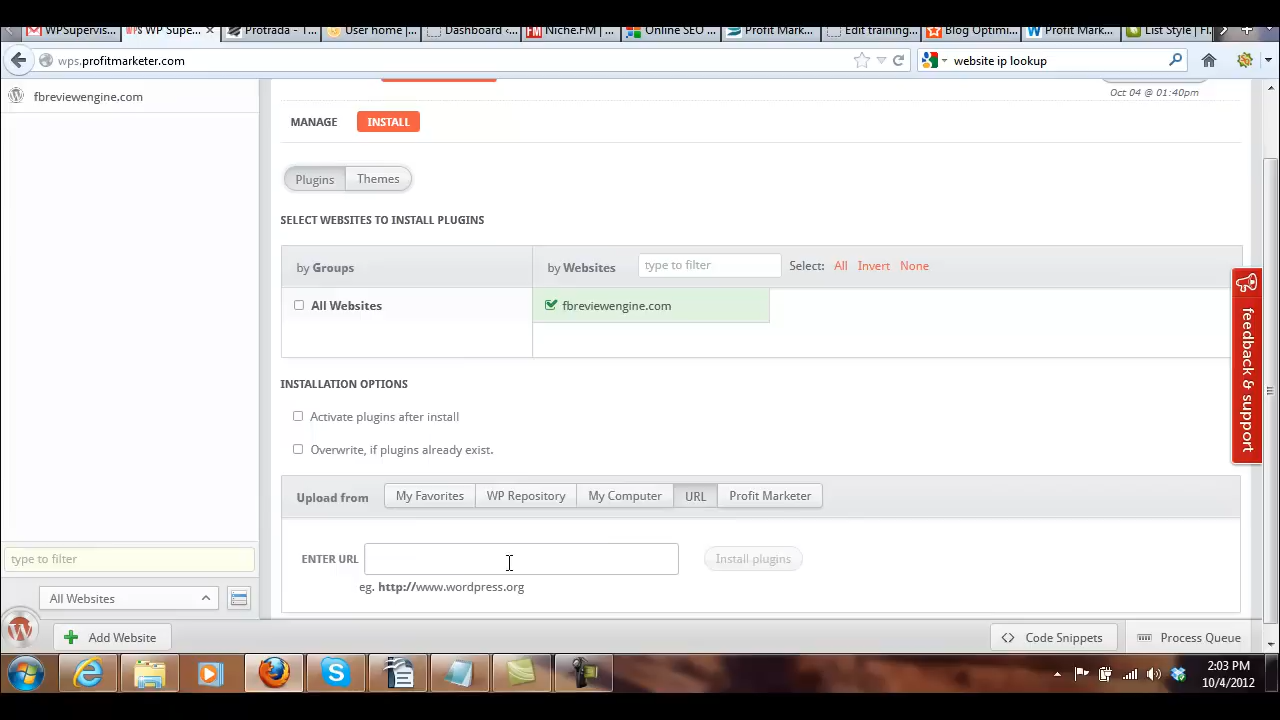 WPSupervis...
WPS WP Supe...
Protrada - T...
User home |...
Dashboard ‹...
FM Niche.FM | ...
Online SEO ...
Profit Mark...
Edit training...
Blog Optimi...
W Profit Mark...
List Style | Fl...
wps.profitmarketer.com
website ip lookup
fbreviewengine.com
Oct 04 @ 01:40pm
MANAGE INSTALL
Plugins Themes
SELECT WEBSITES TO INSTALL PLUGINS
by Groups by Websites type to filter Select: All Invert None
All Websites fbreviewengine.com
INSTALLATION OPTIONS
Activate plugins after install
Overwrite, if plugins already exist.
Upload from My Favorites WP Repository My Computer URL Profit Marketer
ENTER URL Install plugins
eg. http://www.wordpress.org
feedback & support
type to filter
All Websites
Add Website
Code Snippets Process Queue
2:03 PM
10/4/2012